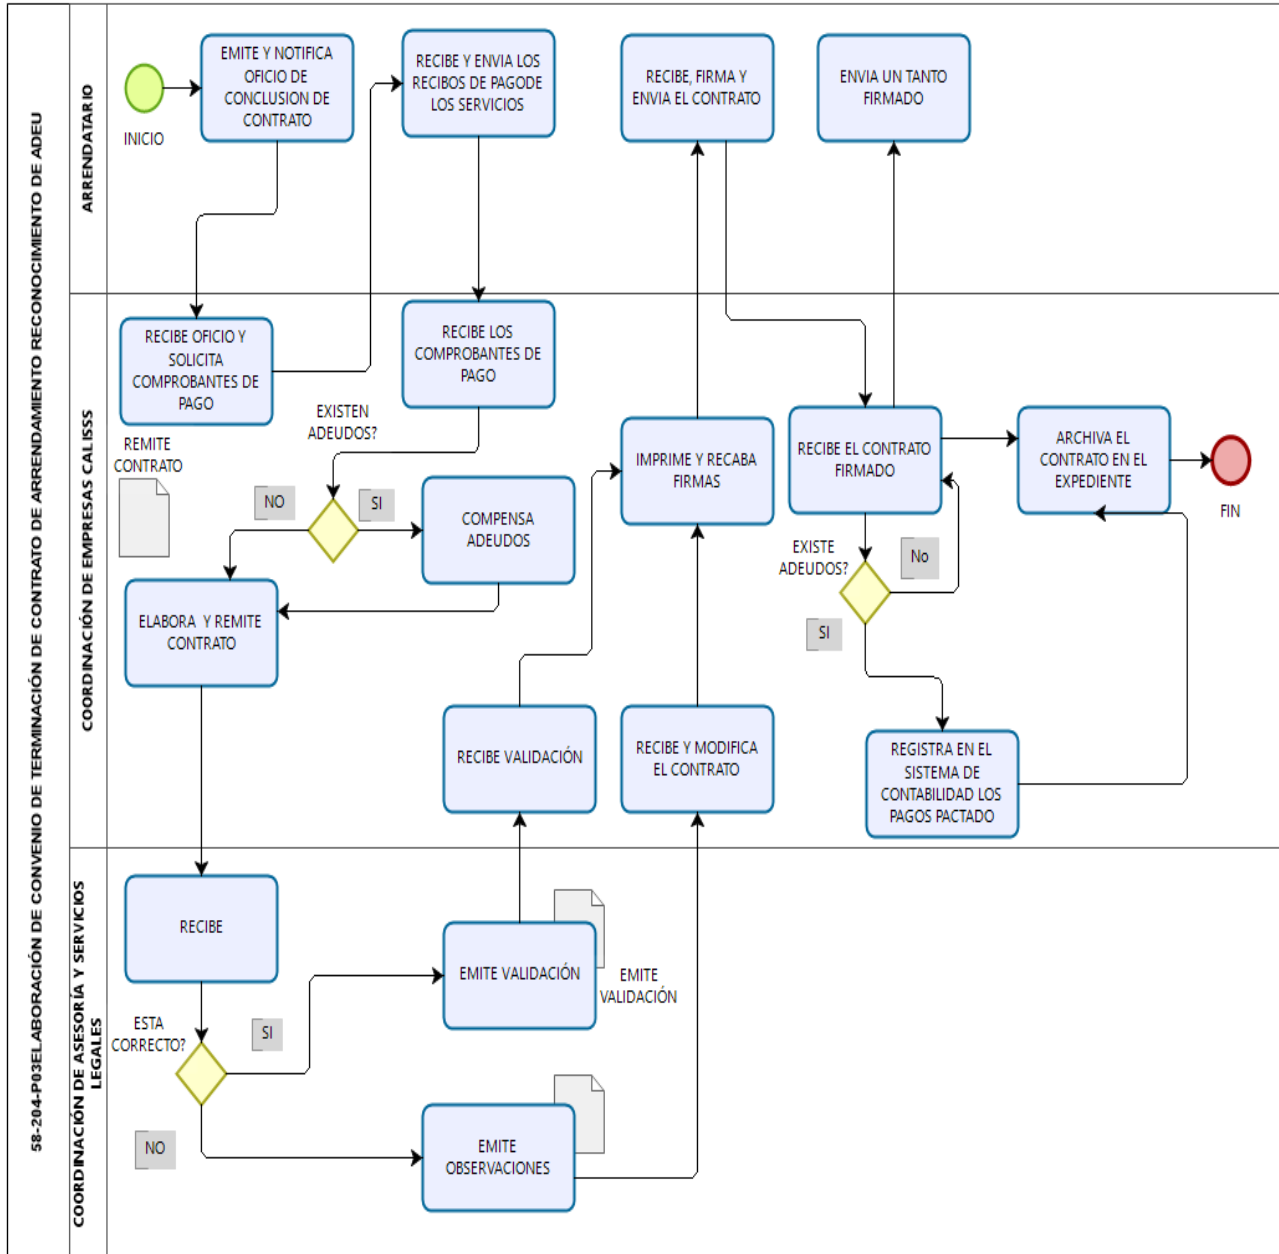 58-204-P03ELABORACIÓN DE CONVENIO DE TERMINACIÓN DE CONTRATO DE ARRENDAMIENTO RECONOCIMIENTO DE ADEU
ARRENDATARIO
INICIO
EMITE Y NOTIFICA
OFICIO DE
CONCLUSION DE
CONTRATO
RECIBE Y ENVIA LOS
RECIBOS DE PAGODE
LOS SERVICIOS
RECIBE, FIRMA Y
ENVIA EL CONTRATO
ENVIA UN TANTO
FIRMADO
COORDINACIÓN DE EMPRESAS CALISSS
RECIBE OFICIO Y
SOLICITA
COMPROBANTES DE
PAGO
REMITE
CONTRATO
RECIBE LOS
COMPROBANTES DE
PAGO
EXISTEN
ADEUDOS?
NO
SI
COMPENSA
ADEUDOS
ELABORA Y REMITE
CONTRATO
IMPRIME Y RECABA
FIRMAS
RECIBE EL CONTRATO
FIRMADO
ARCHIVA EL
CONTRATO EN EL
EXPEDIENTE
FIN
EXISTE
ADEUDOS?
No
SI
RECIBE VALIDACIÓN
RECIBE Y MODIFICA
EL CONTRATO
REGISTRA EN EL
SISTEMA DE
CONTABILIDAD LOS
PAGOS PACTADO
COORDINACIÓN DE ASESORÍA Y SERVICIOS
LEGALES
RECIBE
ESTA
CORRECTO?
SI
NO
EMITE VALIDACIÓN
EMITE
VALIDACIÓN
EMITE
OBSERVACIONES